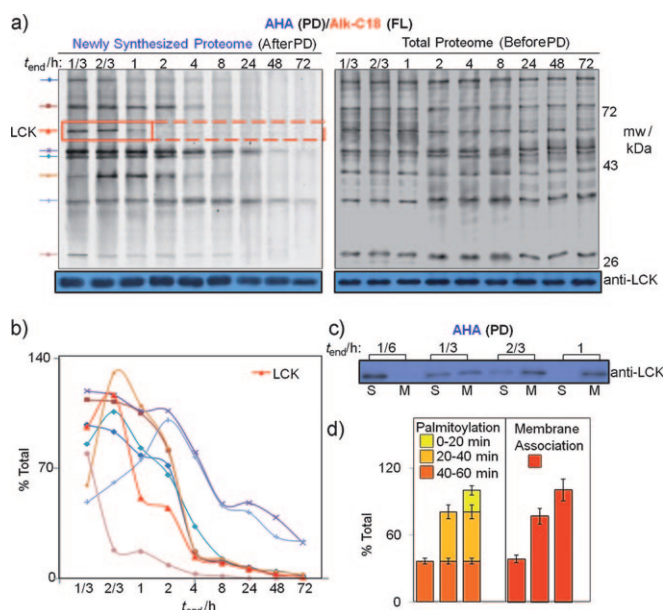 a)
AHA (PD)/Alk-C18 (FL)
Newly Synthesized Proteome (AfterPD)
Total Proteome (BeforePD)
t_end/h: 1/3 2/3 1 2 4 8 24 48 72
1/3 2/3 1 2 4 8 24 48 72
LCK
72
mw / kDa
43
26
anti-LCK
b)
140
LCK
% Total
70
0
1/3 2/3 1 2 4 8 24 48 72
t_end/h
c)
AHA (PD)
t_end/h: 1/6 1/3 2/3 1
anti-LCK
S M S M S M S M
d)
Palmitoylation
0-20 min
20-40 min
40-60 min
Membrane Association
120
% Total
60
0